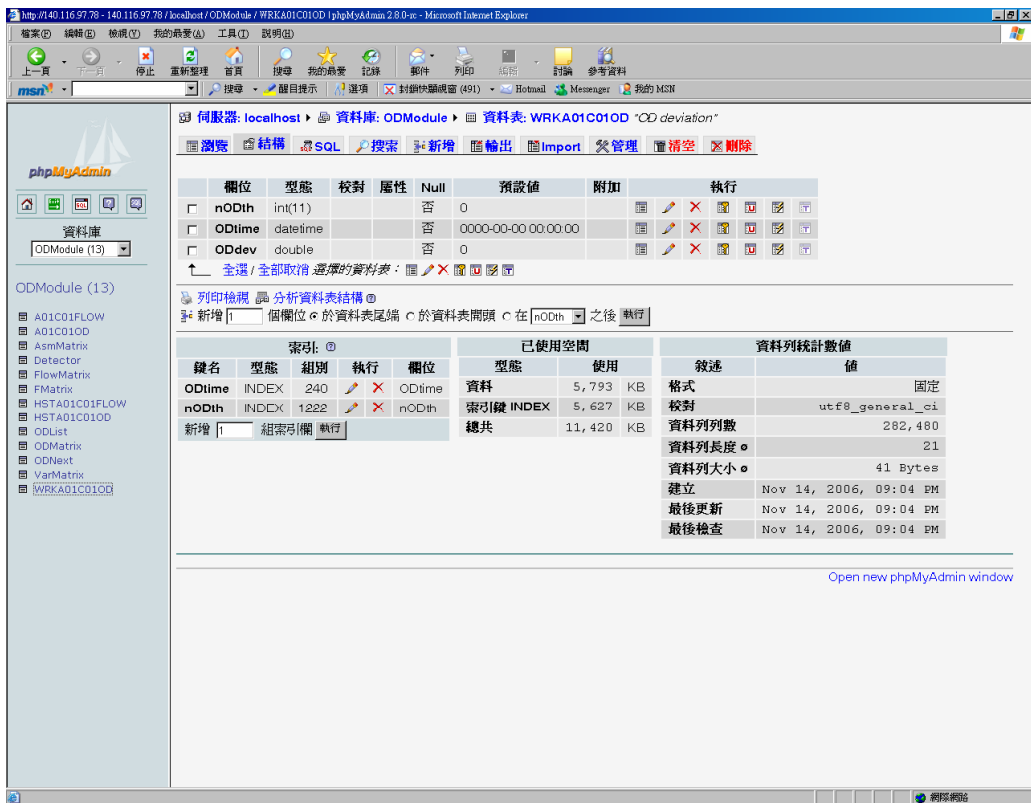 http://140.116.97.78 - 140.116.97.78 / localhost / ODModule / WRKA01C01OD | phpMyAdmin 2.8.0-rc - Microsoft Internet Explorer
檔案(F) 編輯(E) 檢視(V) 我的最愛(A) 工具(T) 說明(H)
上一頁 下一頁 停止 重新整理 首頁 搜尋 我的最愛 記錄 郵件 列印 編輯 討論 參考資料
msn 搜尋 醒目提示 選項 封鎖快顯視窗 (491) Hotmail Messenger 我的 MSN
phpMyAdmin
資料庫
ODModule (13)
ODModule (13)
A01C01FLOW
A01C01OD
AsmMatrix
Detector
FlowMatrix
FMatrix
HSTA01C01FLOW
HSTA01C01OD
ODList
ODMatrix
ODNext
VarMatrix
WRKA01C01OD
伺服器: localhost 資料庫: ODModule 資料表: WRKA01C01OD "OD deviation"
瀏覽 結構 SQL 搜索 新增 輸出 Import 管理 清空 刪除
欄位 型態 校對 屬性 Null 預設值 附加 執行
nODth int(11) 否 0
ODtime datetime 否 0000-00-00 00:00:00
ODdev double 否 0
全選 / 全部取消 選擇的資料表：
列印檢視 分析資料表結構
新增 1 個欄位 於資料表尾端 於資料表開頭 在 nODth 之後 執行
索引:
鍵名 型態 組別 執行 欄位
ODtime INDEX 240 ODtime
nODth INDEX 1222 nODth
新增 1 組索引欄 執行
已使用空間
型態 使用
資料 5,793 KB
索引鍵 INDEX 5,627 KB
總共 11,420 KB
資料列統計數值
敘述 值
格式 固定
校對 utf8_general_ci
資料列列數 282,480
資料列長度 ø 21
資料列大小 ø 41 Bytes
建立 Nov 14, 2006, 09:04 PM
最後更新 Nov 14, 2006, 09:04 PM
最後檢查 Nov 14, 2006, 09:04 PM
Open new phpMyAdmin window
網際網路